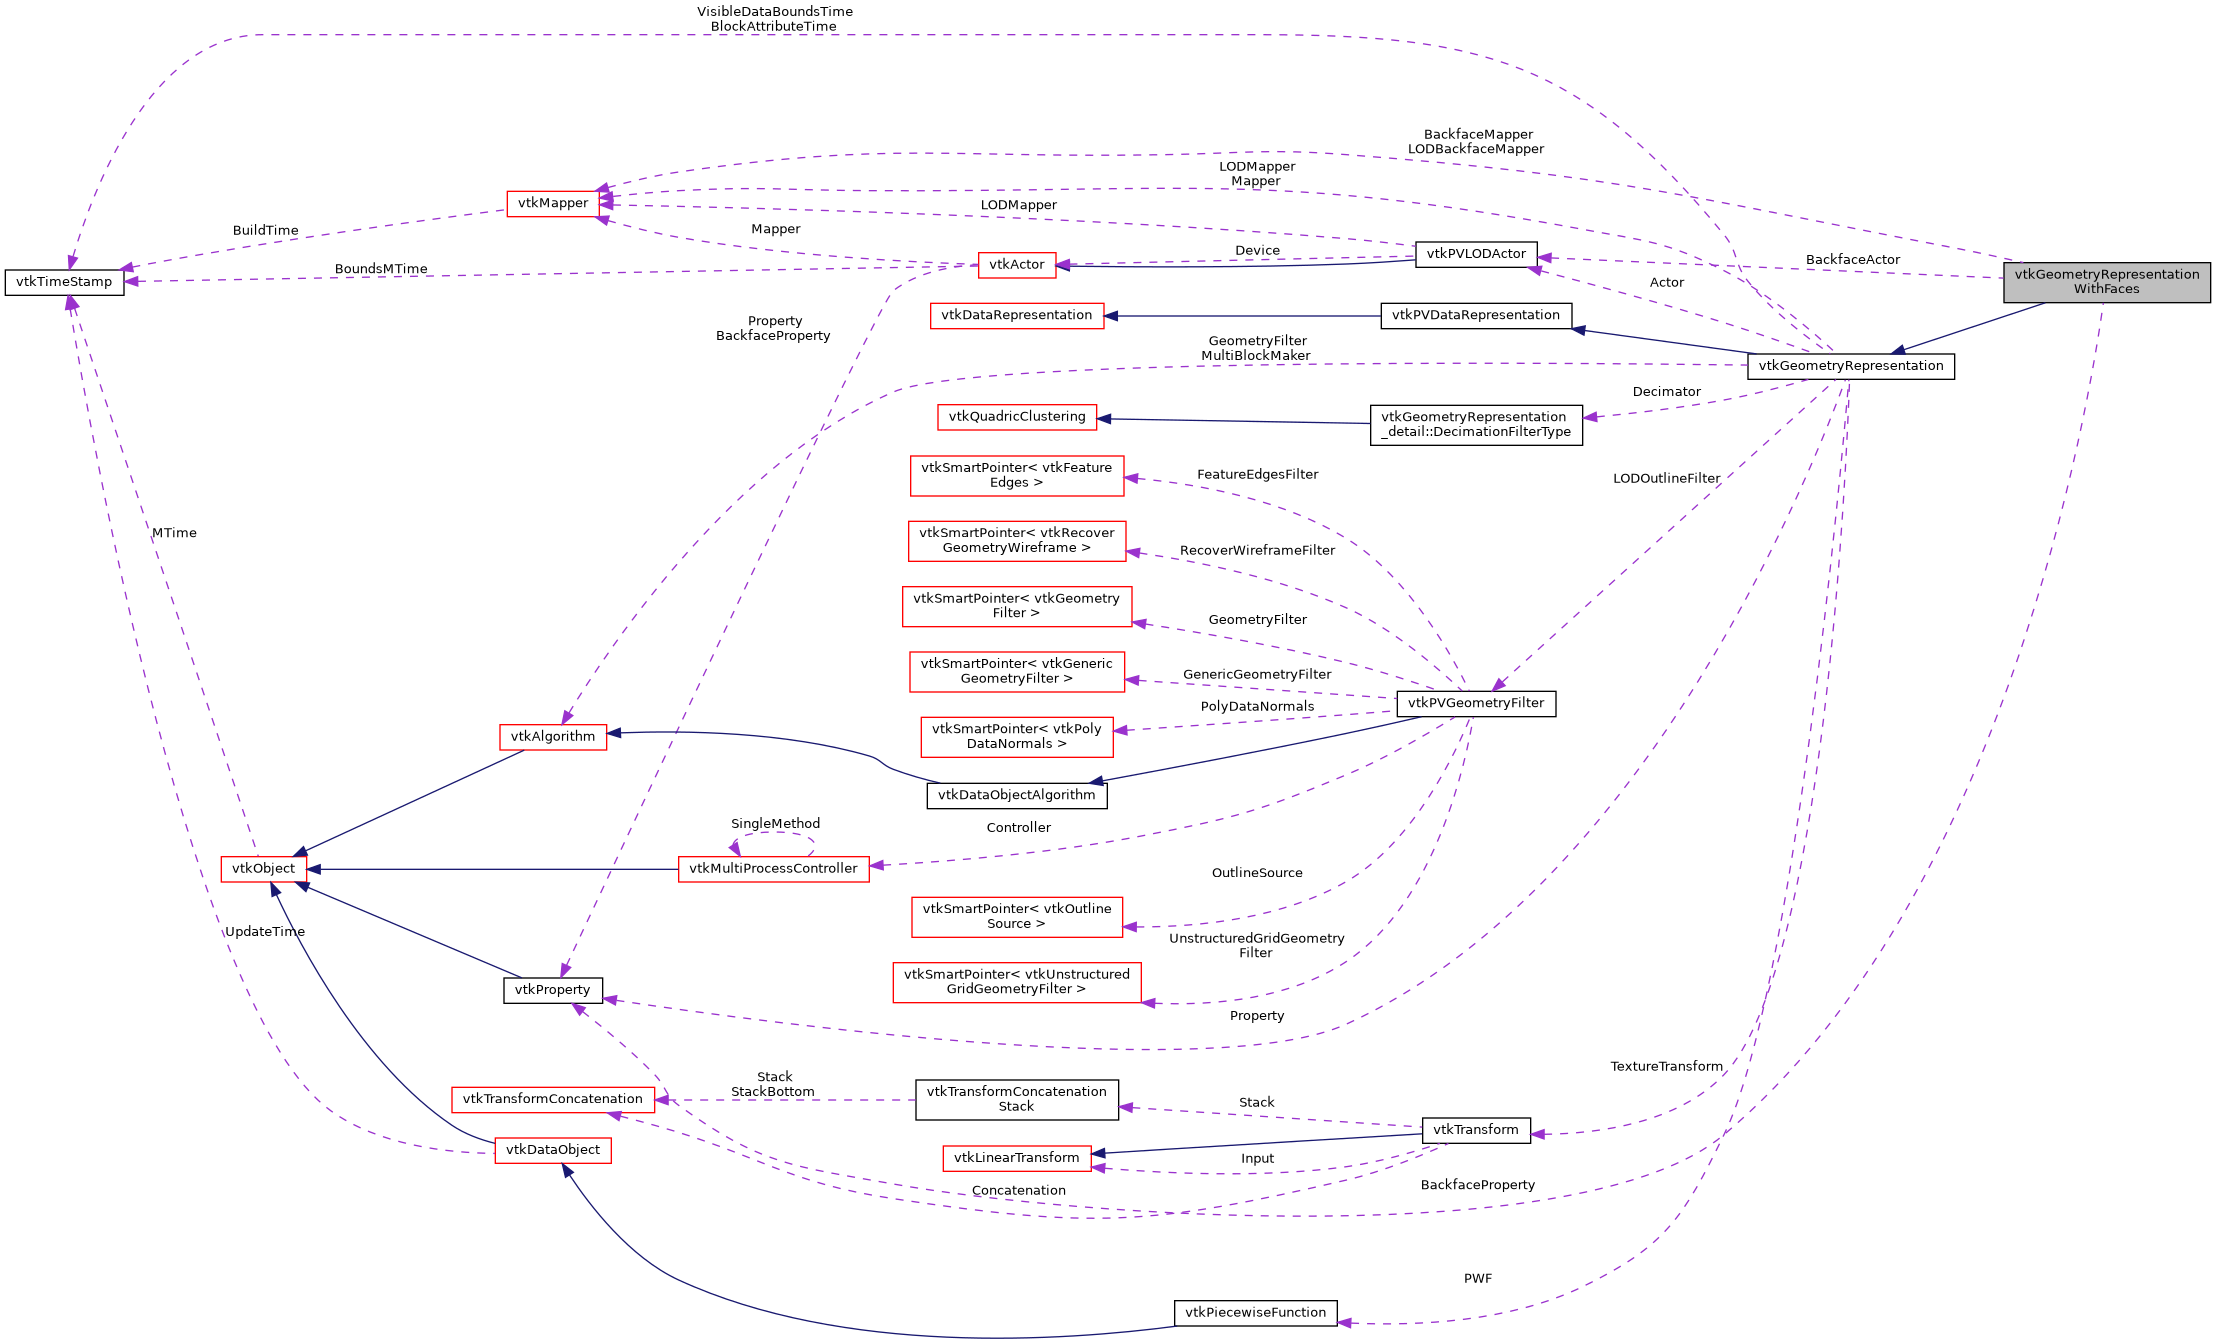 VisibleDataBoundsTime
BlockAttributeTime
BackfaceMapper
LODBackfaceMapper
LODMapper
Mapper
vtkMapper
LODMapper
BuildTime
Mapper
Device
vtkPVLODActor
BackfaceActor
vtkActor
BoundsMTime
vtkTimeStamp
Actor
vtkGeometryRepresentation
WithFaces
vtkDataRepresentation
vtkPVDataRepresentation
Property
BackfaceProperty
GeometryFilter
MultiBlockMaker
vtkGeometryRepresentation
Decimator
vtkQuadricClustering
vtkGeometryRepresentation
_detail::DecimationFilterType
vtkSmartPointer< vtkFeature
Edges >
FeatureEdgesFilter
LODOutlineFilter
MTime
vtkSmartPointer< vtkRecover
GeometryWireframe >
RecoverWireframeFilter
vtkSmartPointer< vtkGeometry
Filter >
GeometryFilter
vtkSmartPointer< vtkGeneric
GeometryFilter >
GenericGeometryFilter
vtkPVGeometryFilter
PolyDataNormals
vtkSmartPointer< vtkPoly
DataNormals >
vtkAlgorithm
vtkDataObjectAlgorithm
SingleMethod
Controller
vtkObject
vtkMultiProcessController
OutlineSource
vtkSmartPointer< vtkOutline
Source >
UpdateTime
UnstructuredGridGeometry
Filter
vtkSmartPointer< vtkUnstructured
GridGeometryFilter >
vtkProperty
Property
TextureTransform
Stack
StackBottom
vtkTransformConcatenation
vtkTransformConcatenation
Stack
Stack
vtkTransform
vtkDataObject
vtkLinearTransform
Input
Concatenation
BackfaceProperty
PWF
vtkPiecewiseFunction